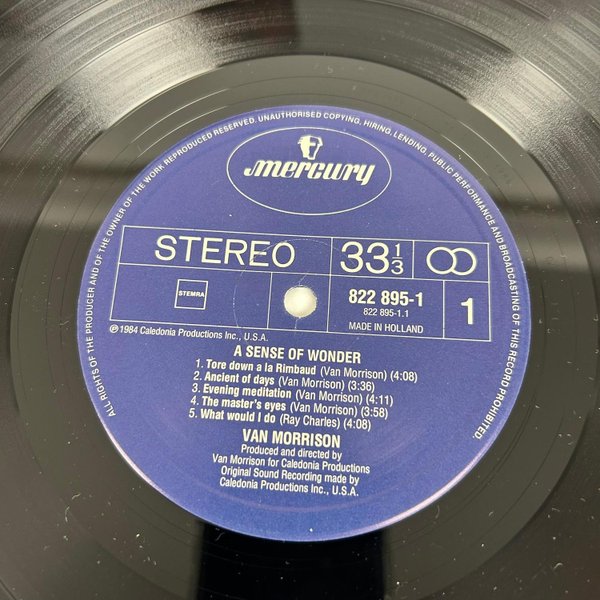 ALL RIGHTS OF THE PRODUCER AND OF THE OWNER OF THE WORK REPRODUCED RESERVED. UNAUTHORISED COPYING, HIRING, LENDING, PUBLIC PERFORMANCE AND BROADCASTING OF THIS RECORD PROHIBITED.
mercury
STEREO
33 1/3
STEMRA
822 895-1
822 895-1.1
MADE IN HOLLAND
1
℗ 1984 Caledonia Productions Inc., U.S.A.
A SENSE OF WONDER
1. Tore down a la Rimbaud (Van Morrison) (4:08)
2. Ancient of days (Van Morrison) (3:36)
3. Evening meditation (Van Morrison) (4:11)
4. The master's eyes (Van Morrison) (3:58)
5. What would I do (Ray Charles) (4:08)
VAN MORRISON
Produced and directed by
Van Morrison for Caledonia Productions
Original Sound Recording made by
Caledonia Productions Inc., U.S.A.